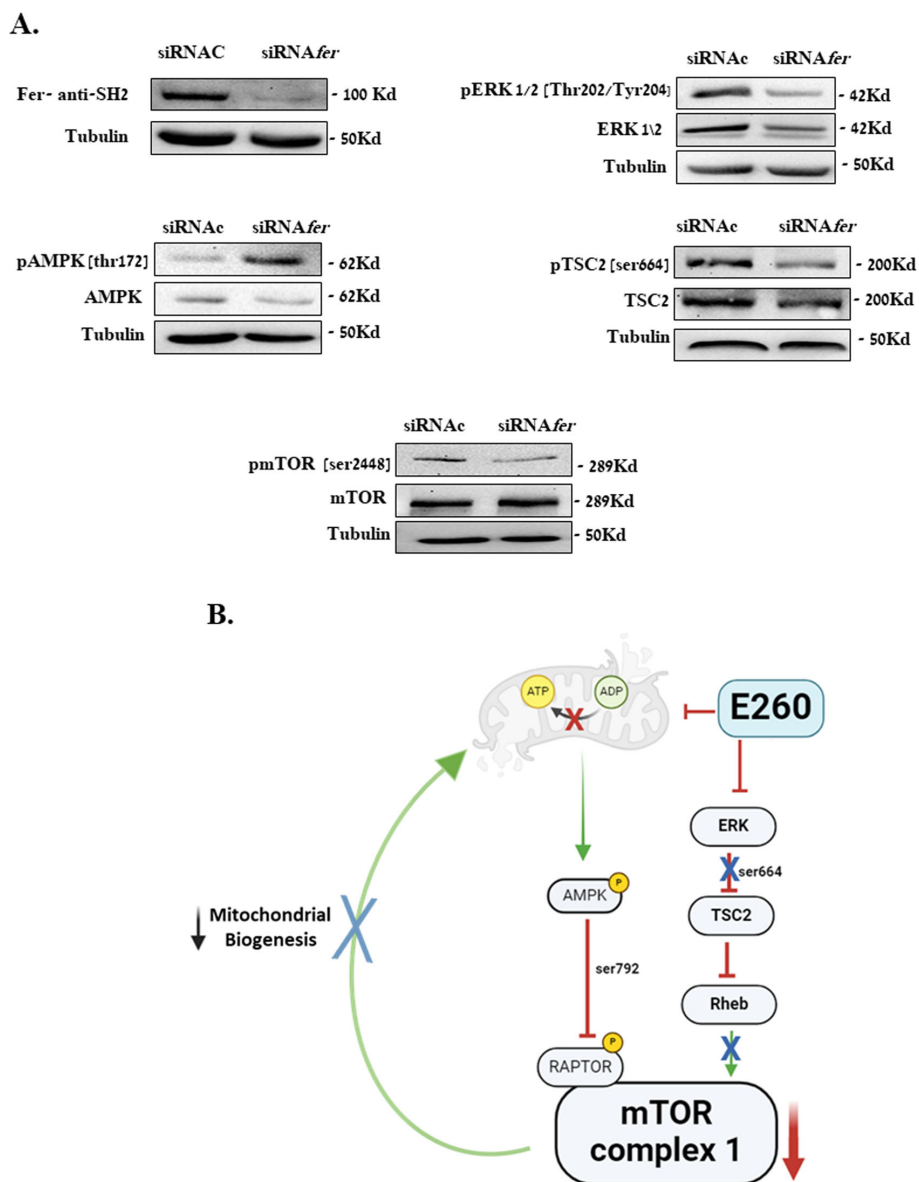 A.
siRNAC siRNAfer
Fer- anti-SH2 - 100 Kd
Tubulin - 50Kd
siRNAc siRNAfer
pERK 1/2 [Thr202/Tyr204] - 42Kd
ERK 1\2 - 42Kd
Tubulin - 50Kd
siRNAc siRNAfer
pAMPK [thr172] - 62Kd
AMPK - 62Kd
Tubulin - 50Kd
siRNAc siRNAfer
pTSC2 [ser664] - 200Kd
TSC2 - 200Kd
Tubulin - 50Kd
siRNAc siRNAfer
pmTOR [ser2448] - 289Kd
mTOR - 289Kd
Tubulin - 50Kd
B.
ATP ADP
E260
ERK
ser664
AMPK P
TSC2
Mitochondrial
Biogenesis
ser792
Rheb
P
RAPTOR
mTOR
complex 1